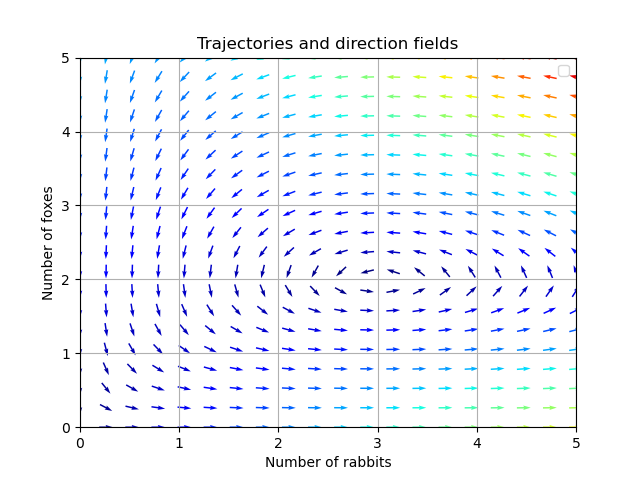 Trajectories and direction fields
5
4
3
2
1
0
Number of foxes
0 1 2 3 4 5
Number of rabbits